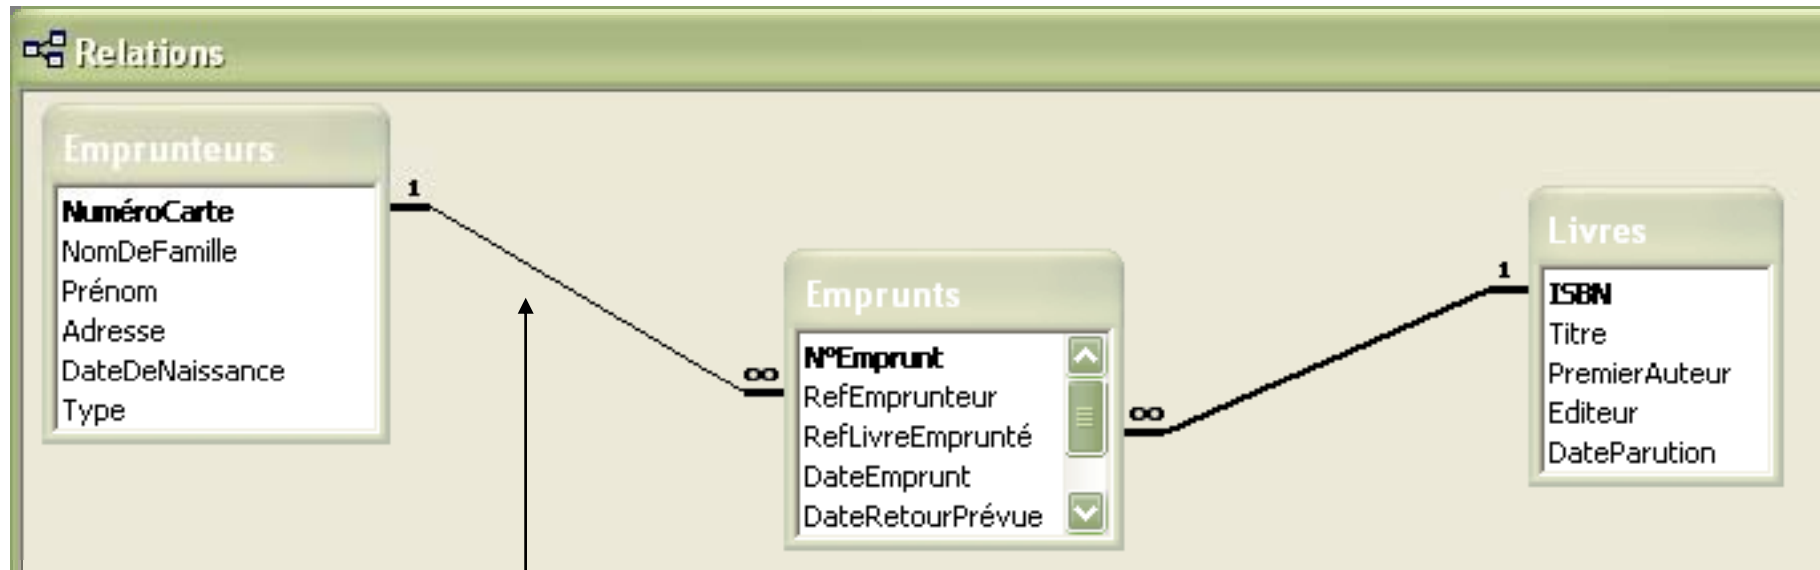 Relations
Emprunteurs
NuméroCarte
NomDeFamille
Prénom
Adresse
DateDeNaissance
Type
1
∞
Emprunts
N°Emprunt
RefEmprunteur
RefLivreEmprunté
DateEmprunt
DateRetourPrévue
∞
1
Livres
ISBN
Titre
PremierAuteur
Editeur
DateParution